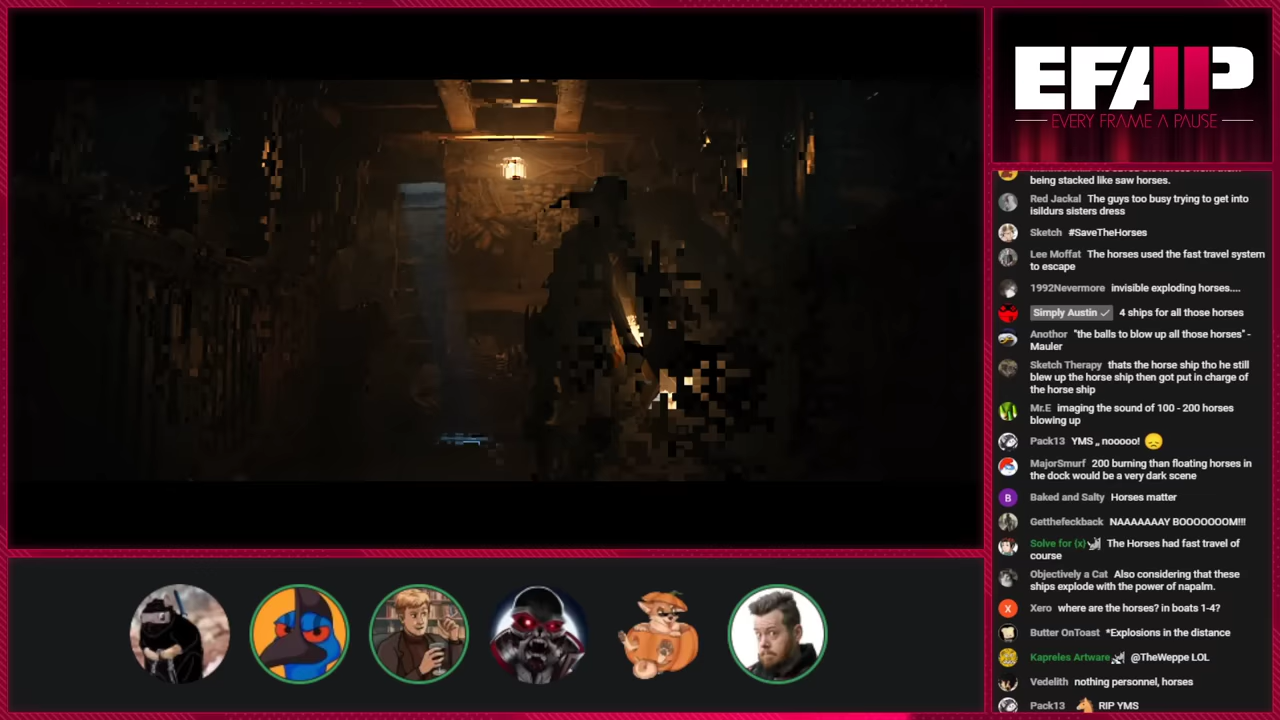 EFAP
EVERY FRAME A PAUSE
being stacked like saw horses.
Red Jackal The guys too busy trying to get into
isildurs sisters dress
Sketch #SaveTheHorses
Lee Moffat The horses used the fast travel system
to escape
1992Nevermore invisible exploding horses....
Simply Austin ✓ 4 ships for all those horses
Anothor "the balls to blow up all those horses" -
Mauler
Sketch Therapy thats the horse ship tho he still
blew up the horse ship then got put in charge of
the horse ship
Mr.E imaging the sound of 100 - 200 horses
blowing up
Pack13 YMS ,, nooooo! 😞
MajorSmurf 200 burning than floating horses in
the dock would be a very dark scene
B
Baked and Salty Horses matter
Getthefeckback NAAAAAAAY BOOOOOOOM!!!
Solve for {x} The Horses had fast travel of
course
Objectively a Cat Also considering that these
ships explode with the power of napalm.
X
Xero where are the horses? in boats 1-4?
Butter OnToast *Explosions in the distance
Kapreles Artware @TheWeppe LOL
Vedelith nothing personnel, horses
Pack13 🐴 RIP YMS